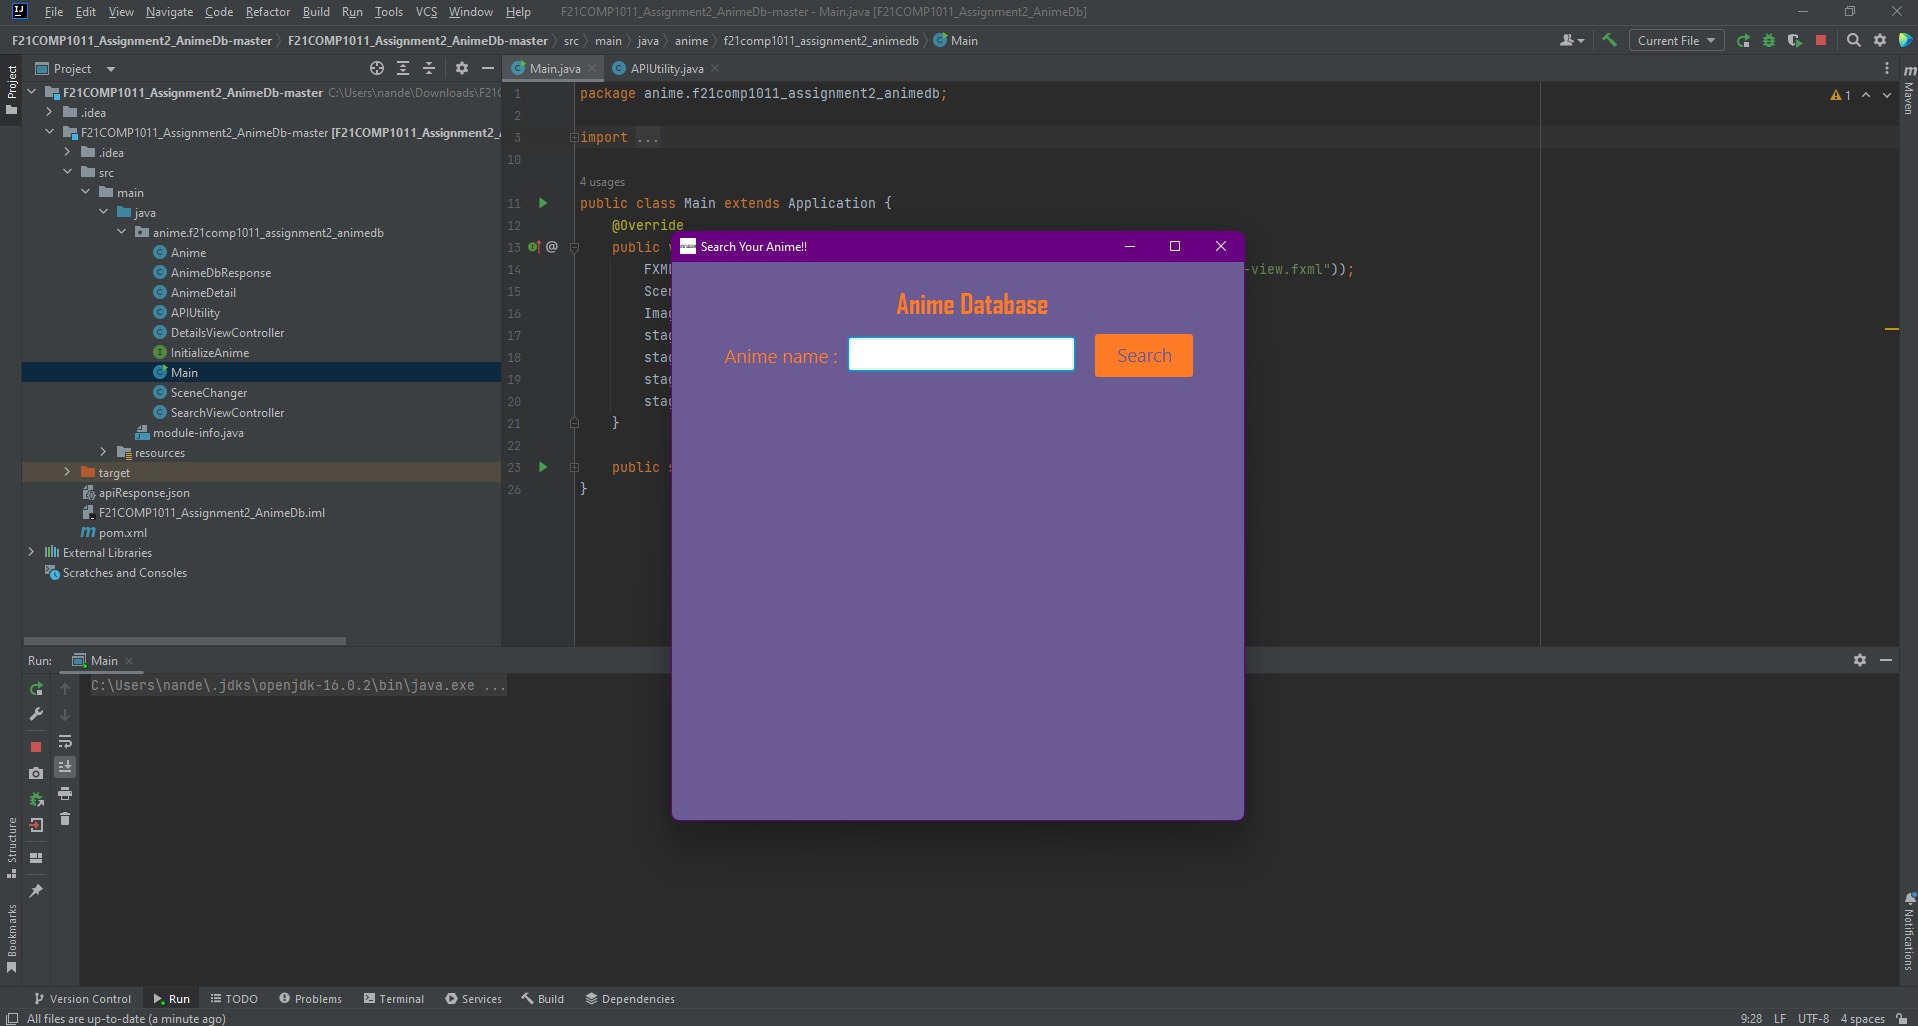 File Edit View Navigate Code Refactor Build Run Tools VCS Window Help F21COMP1011_Assignment2_AnimeDb-master - Main.java [F21COMP1011_Assignment2_AnimeDb]
F21COMP1011_Assignment2_AnimeDb-master F21COMP1011_Assignment2_AnimeDb-master src main java anime f21comp1011_assignment2_animedb Main Current File
Project
Project
Main.java APIUtility.java
Maven
F21COMP1011_Assignment2_AnimeDb-master C:\Users\nande\Downloads\F21
.idea
F21COMP1011_Assignment2_AnimeDb-master [F21COMP1011_Assignment2_
.idea
src
main
java
anime.f21comp1011_assignment2_animedb
Anime
AnimeDbResponse
AnimeDetail
APIUtility
DetailsViewController
InitializeAnime
Main
SceneChanger
SearchViewController
module-info.java
resources
target
apiResponse.json
F21COMP1011_Assignment2_AnimeDb.iml
pom.xml
External Libraries
Scratches and Consoles
1 package anime.f21comp1011_assignment2_animedb; 1
2
3 import ...
10
4 usages
11 public class Main extends Application {
12 @Override
13 public v
14 FXML -view.fxml"));
15 Scen
16 Imag
17 stag
18 stag
19 stag
20 stag
21 }
22
23 public s
26 }
Search Your Anime!!
Anime Database
Anime name : Search
Run: Main
C:\Users\nande\.jdks\openjdk-16.0.2\bin\java.exe ...
Structure
Bookmarks
Notifications
Version Control Run TODO Problems Terminal Services Build Dependencies
All files are up-to-date (a minute ago) 9:28 LF UTF-8 4 spaces